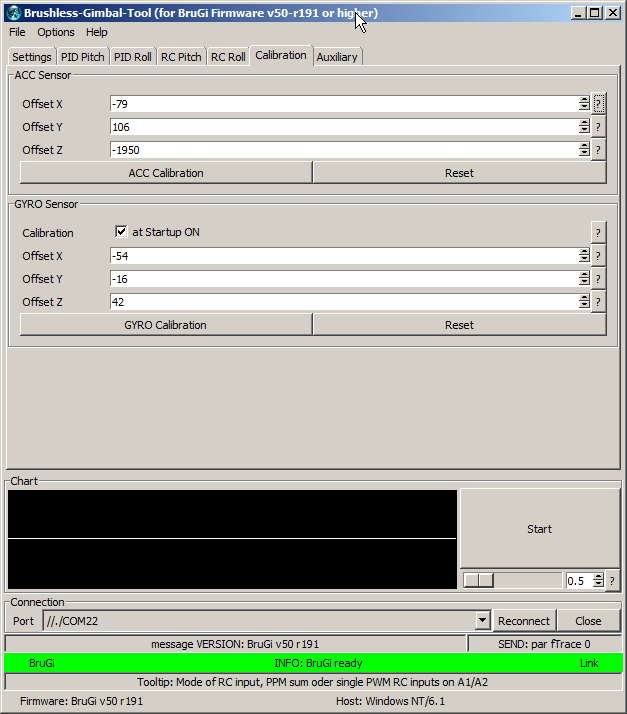 Brushless-Gimbal-Tool (for BruGi Firmware v50-r191 or higher)
File Options Help
Settings PID Pitch PID Roll RC Pitch RC Roll Calibration Auxiliary
ACC Sensor
Offset X -79 ?
Offset Y 106 ?
Offset Z -1950 ?
ACC Calibration Reset
GYRO Sensor
Calibration at Startup ON ?
Offset X -54 ?
Offset Y -16 ?
Offset Z 42 ?
GYRO Calibration Reset
Chart
Start
0.5 ?
Connection
Port //./COM22 Reconnect Close
message VERSION: BruGi v50 r191 SEND: par fTrace 0
BruGi INFO: BruGi ready Link
Tooltip: Mode of RC input, PPM sum oder single PWM RC inputs on A1/A2
Firmware: BruGi v50 r191 Host: Windows NT/6.1